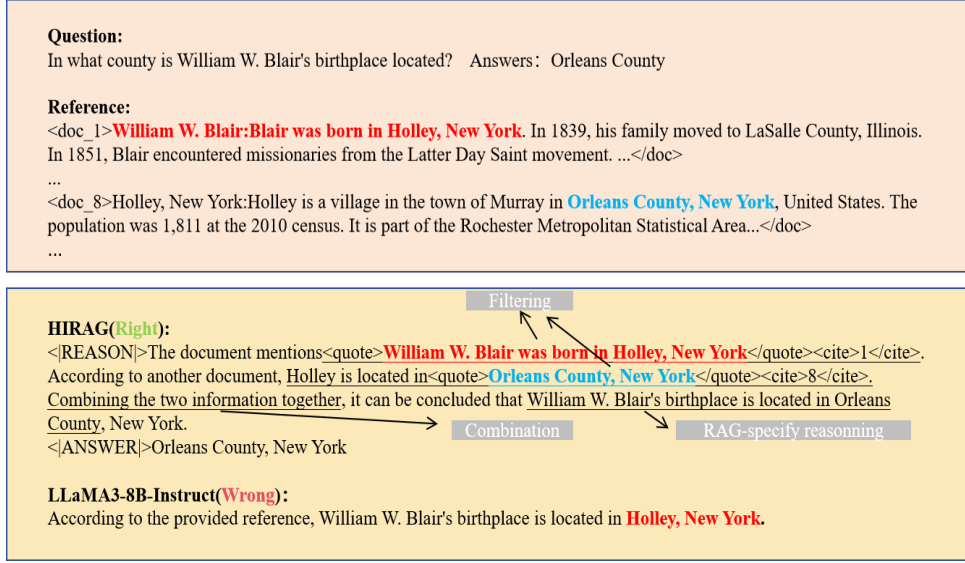 Question:
In what county is William W. Blair's birthplace located?   Answers：Orleans County
Reference:
<doc_1>William W. Blair:Blair was born in Holley, New York. In 1839, his family moved to LaSalle County, Illinois.
In 1851, Blair encountered missionaries from the Latter Day Saint movement. ...</doc>
...
<doc_8>Holley, New York:Holley is a village in the town of Murray in Orleans County, New York, United States. The
population was 1,811 at the 2010 census. It is part of the Rochester Metropolitan Statistical Area...</doc>
...
Filtering
HIRAG(Right):
<|REASON|>The document mentions<quote>William W. Blair was born in Holley, New York</quote><cite>1</cite>.
According to another document, Holley is located in<quote>Orleans County, New York</quote><cite>8</cite>.
Combining the two information together, it can be concluded that William W. Blair's birthplace is located in Orleans
County, New York.
Combination
RAG-specify reasonning
<|ANSWER|>Orleans County, New York
LLaMA3-8B-Instruct(Wrong)：
According to the provided reference, William W. Blair's birthplace is located in Holley, New York.